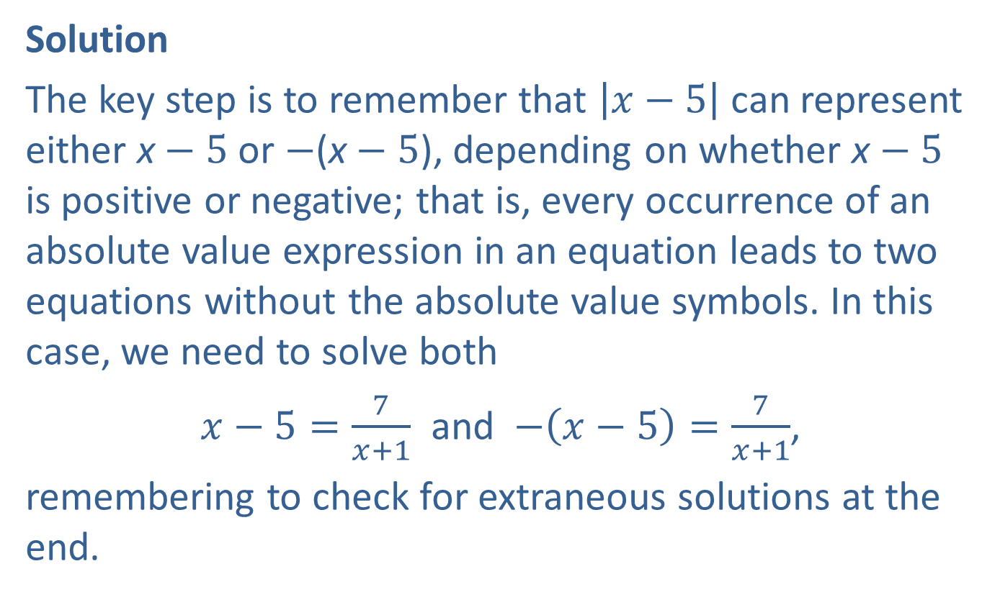 Solution
The key step is to remember that |x − 5| can represent
either x − 5 or −(x − 5), depending on whether x − 5
is positive or negative; that is, every occurrence of an
absolute value expression in an equation leads to two
equations without the absolute value symbols. In this
case, we need to solve both
x − 5 = 7/(x+1) and −(x − 5) = 7/(x+1),
remembering to check for extraneous solutions at the
end.